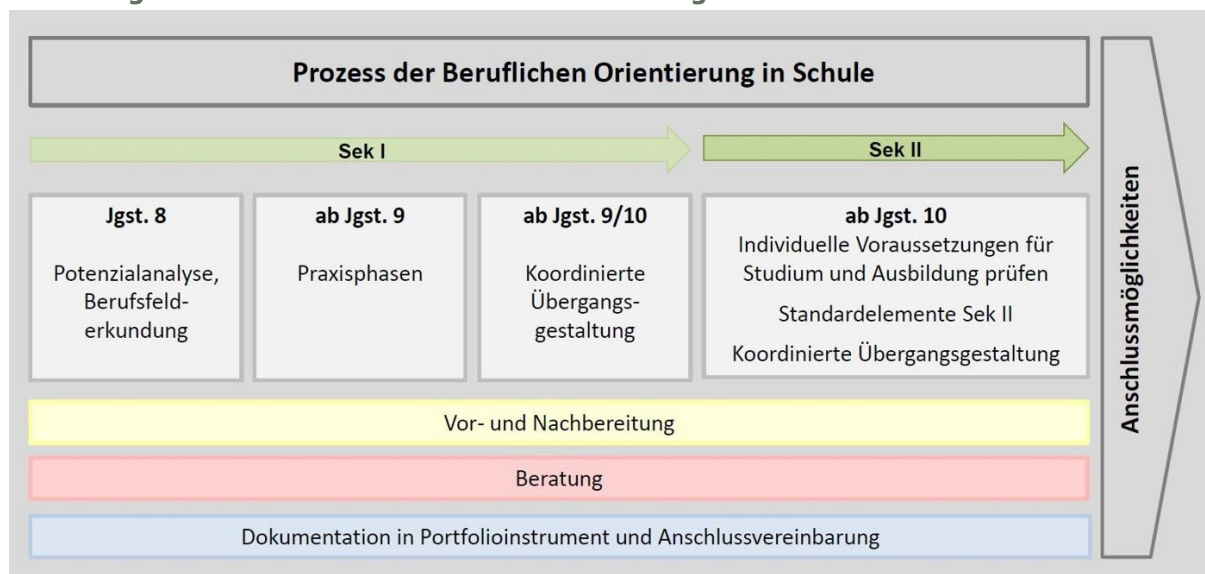 Prozess der Beruflichen Orientierung in Schule
Sek I
Sek II
Jgst. 8
Potenzialanalyse,
Berufsfeld-
erkundung
ab Jgst. 9
Praxisphasen
ab Jgst. 9/10
Koordinierte
Übergangs-
gestaltung
ab Jgst. 10
Individuelle Voraussetzungen für
Studium und Ausbildung prüfen
Standardelemente Sek II
Koordinierte Übergangsgestaltung
Vor- und Nachbereitung
Beratung
Dokumentation in Portfolioinstrument und Anschlussvereinbarung
Anschlussmöglichkeiten